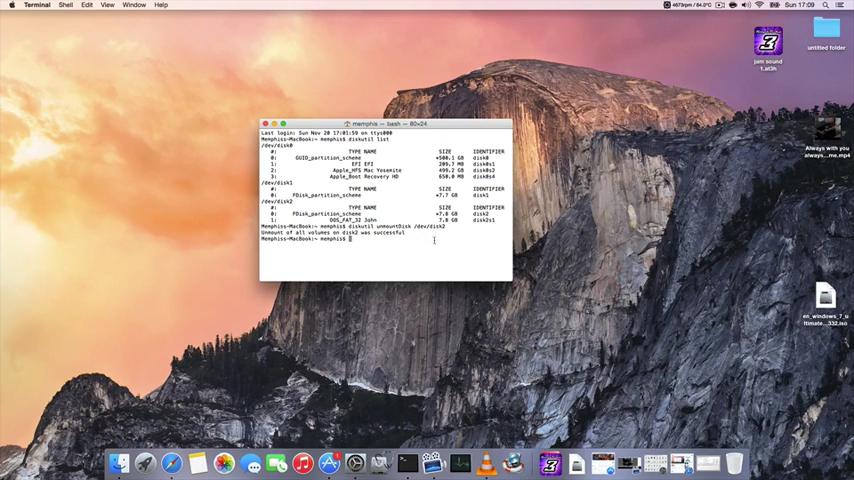 Terminal Shell Edit View Window Help 4673rpm / 64.0°C Sun 17:09
untitled folder
jam sound
1.at3h
Always with you
always...me.mp4
en_windows_7_u
ltimate...332.iso
memphis — bash — 80×24
Last login: Sun Nov 20 17:01:59 on ttys000
Memphiss-MacBook:~ memphis$ diskutil list
/dev/disk0
#: TYPE NAME SIZE IDENTIFIER
0: GUID_partition_scheme *500.1 GB disk0
1: EFI EFI 209.7 MB disk0s1
2: Apple_HFS Mac Yosemite 499.2 GB disk0s2
3: Apple_Boot Recovery HD 650.0 MB disk0s4
/dev/disk1
#: TYPE NAME SIZE IDENTIFIER
0: FDisk_partition_scheme *7.7 GB disk1
/dev/disk2
#: TYPE NAME SIZE IDENTIFIER
0: FDisk_partition_scheme *7.8 GB disk2
1: DOS_FAT_32 John 7.8 GB disk2s1
Memphiss-MacBook:~ memphis$ diskutil unmountDisk /dev/disk2
Unmount of all volumes on disk2 was successful
Memphiss-MacBook:~ memphis$